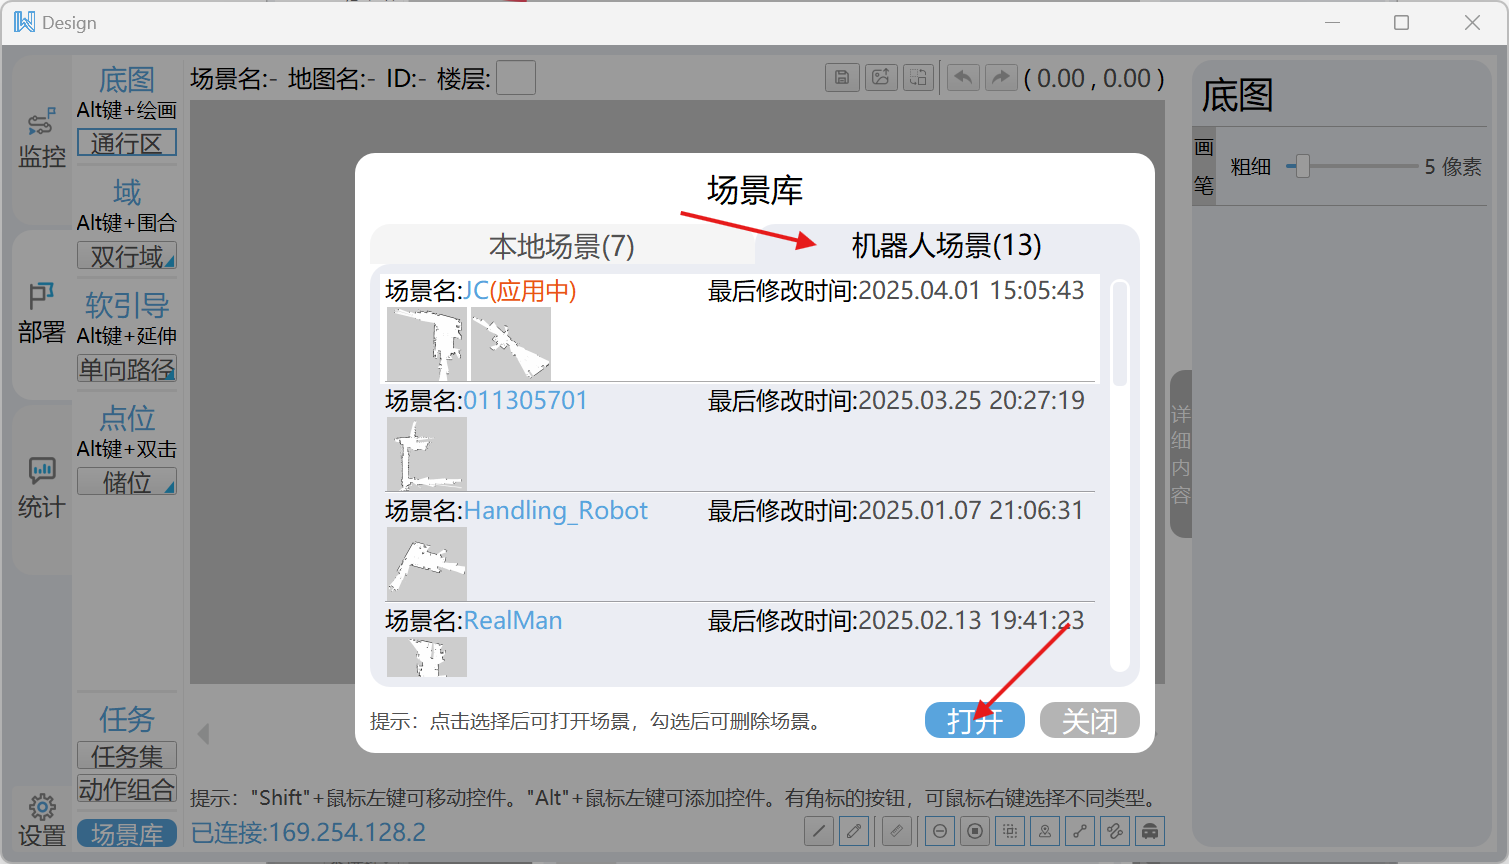 Design
监控
部署
统计
设置
底图
Alt键+绘画
通行区
域
Alt键+围合
双行域
软引导
Alt键+延伸
单向路径
点位
Alt键+双击
储位
任务
任务集
动作组合
场景库
场景名:- 地图名:- ID:- 楼层:
( 0.00 , 0.00 )
场景库
本地场景(7)
机器人场景(13)
场景名:JC(应用中) 最后修改时间:2025.04.01 15:05:43
场景名:011305701 最后修改时间:2025.03.25 20:27:19
场景名:Handling_Robot 最后修改时间:2025.01.07 21:06:31
场景名:RealMan 最后修改时间:2025.02.13 19:41:23
提示：点击选择后可打开场景，勾选后可删除场景。
打开
关闭
提示："Shift"+鼠标左键可移动控件。"Alt"+鼠标左键可添加控件。有角标的按钮，可鼠标右键选择不同类型。
已连接:169.254.128.2
详细内容
底图
画笔
粗细
5 像素